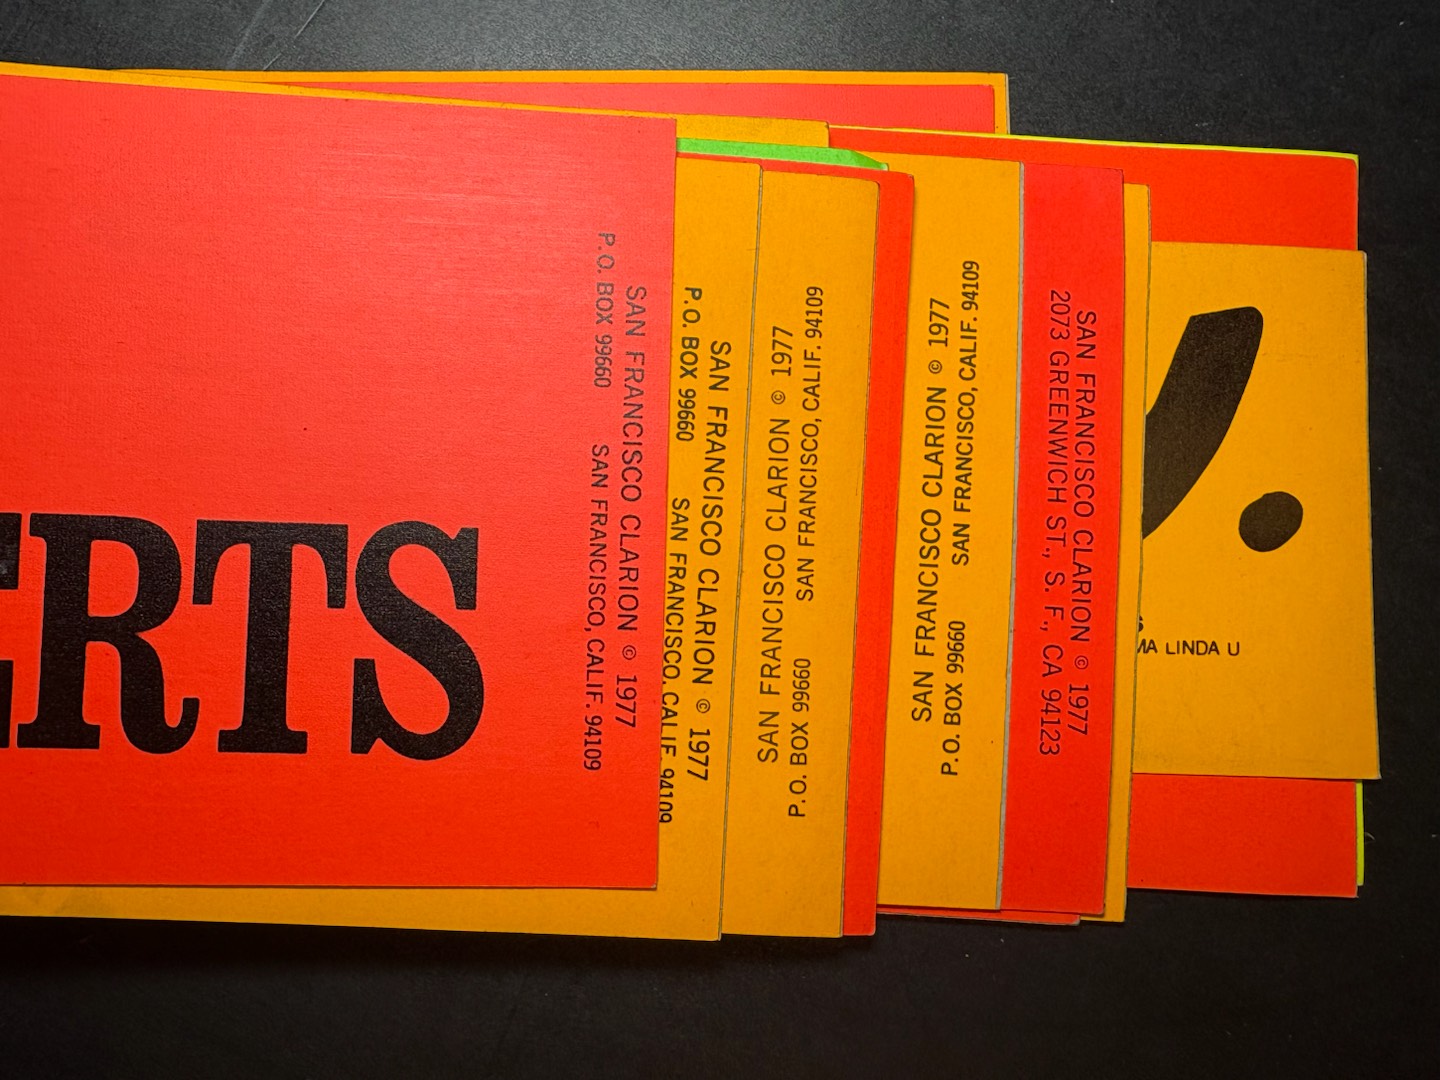 ERTS
SAN FRANCISCO CLARION © 1977
P.O. BOX 99660 SAN FRANCISCO, CALIF. 94109
SAN FRANCISCO CLARION © 1977
P.O. BOX 99660 SAN FRANCISCO, CALIF. 94109
SAN FRANCISCO CLARION © 1977
P.O. BOX 99660 SAN FRANCISCO, CALIF. 94109
SAN FRANCISCO CLARION © 1977
P.O. BOX 99660 SAN FRANCISCO, CALIF. 94109
SAN FRANCISCO CLARION © 1977
2073 GREENWICH ST., S. F., CA 94123
MA LINDA U